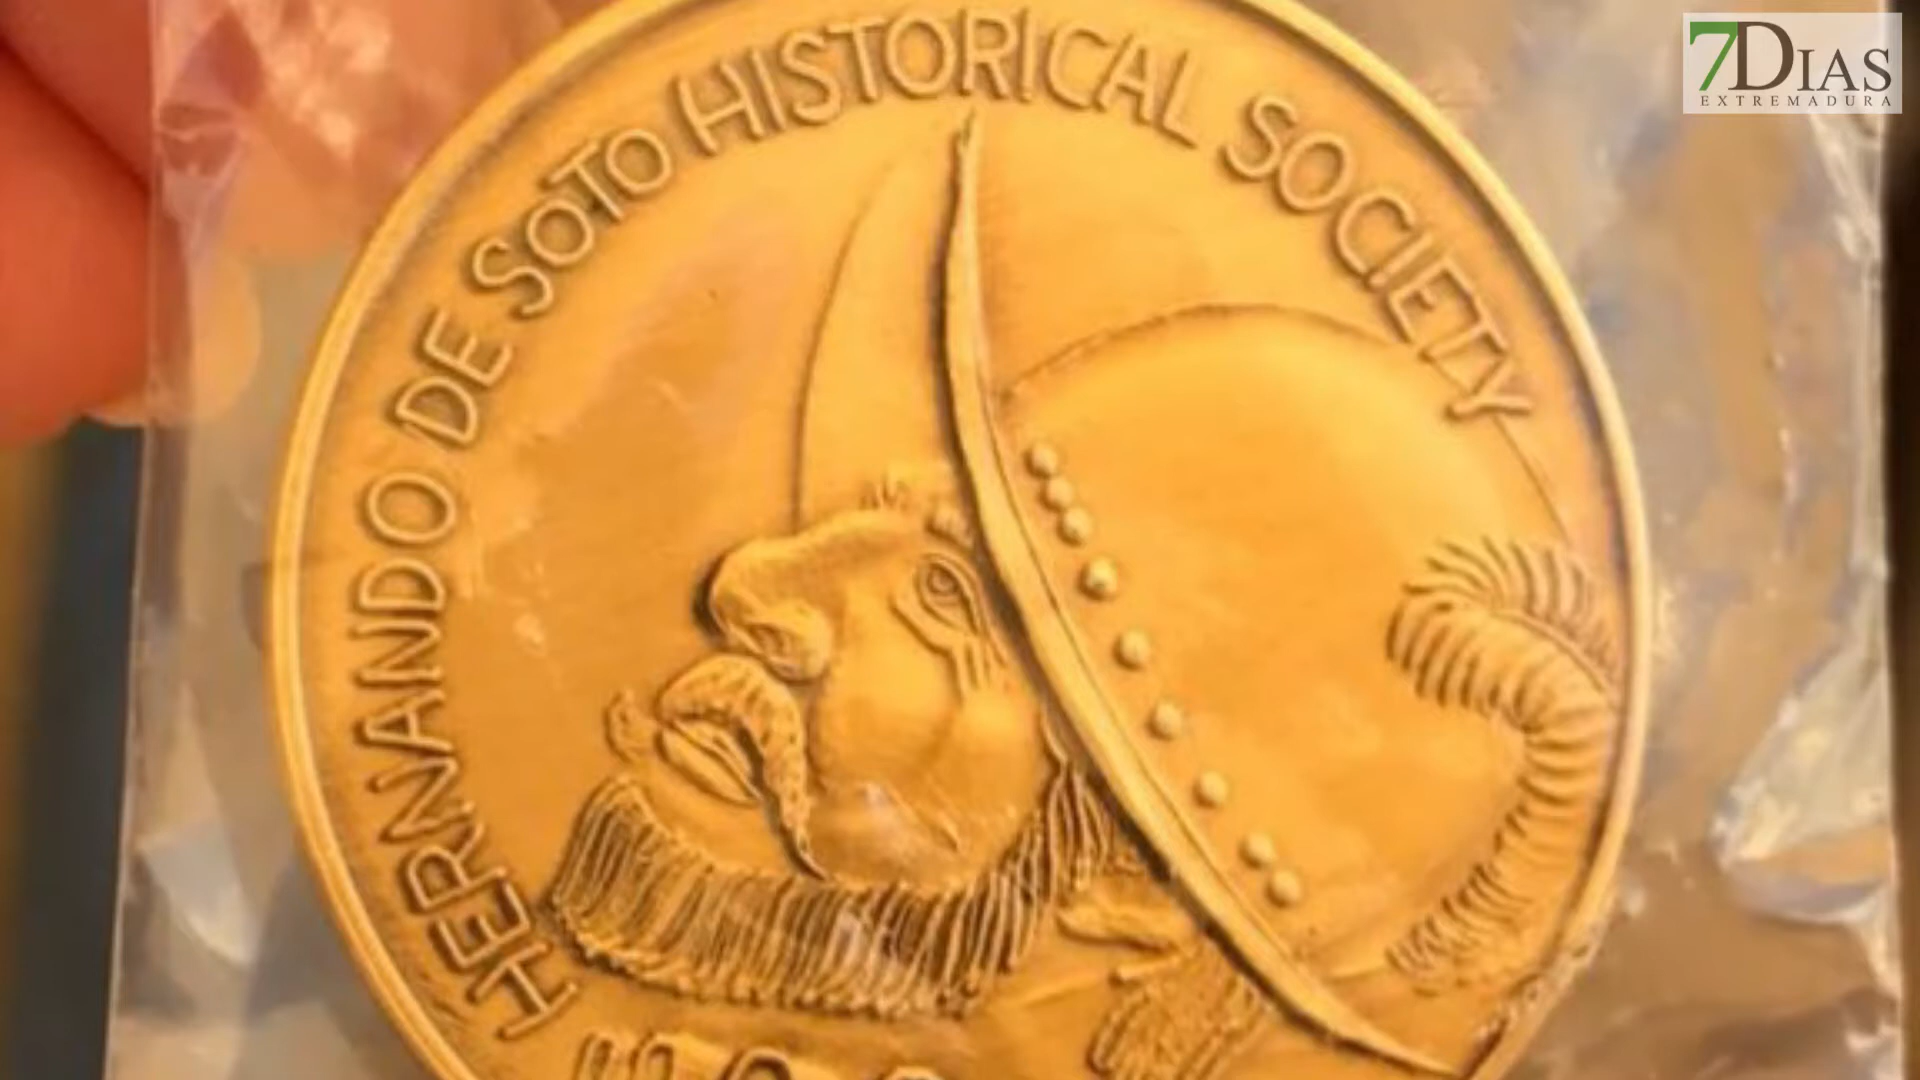 HERNANDO DE SOTO HISTORICAL SOCIETY
7DIAS
EXTREMADURA